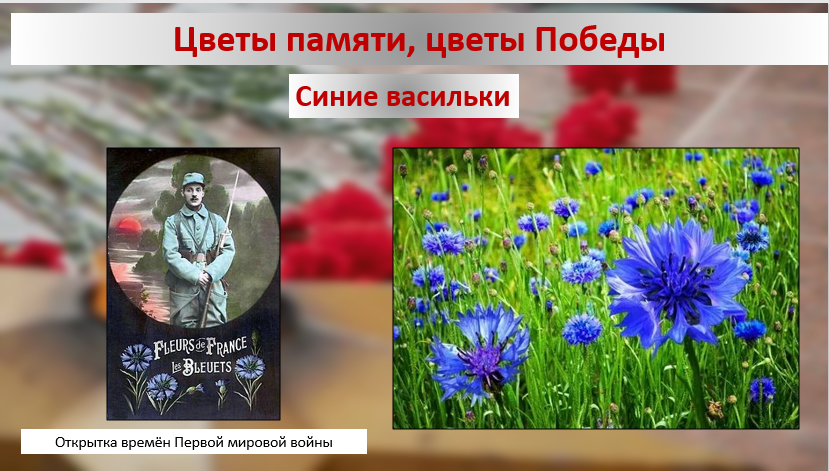 Цветы памяти, цветы Победы
Синие васильки
FLEURS de FRANCE
les BLEUETS
Открытка времён Первой мировой войны